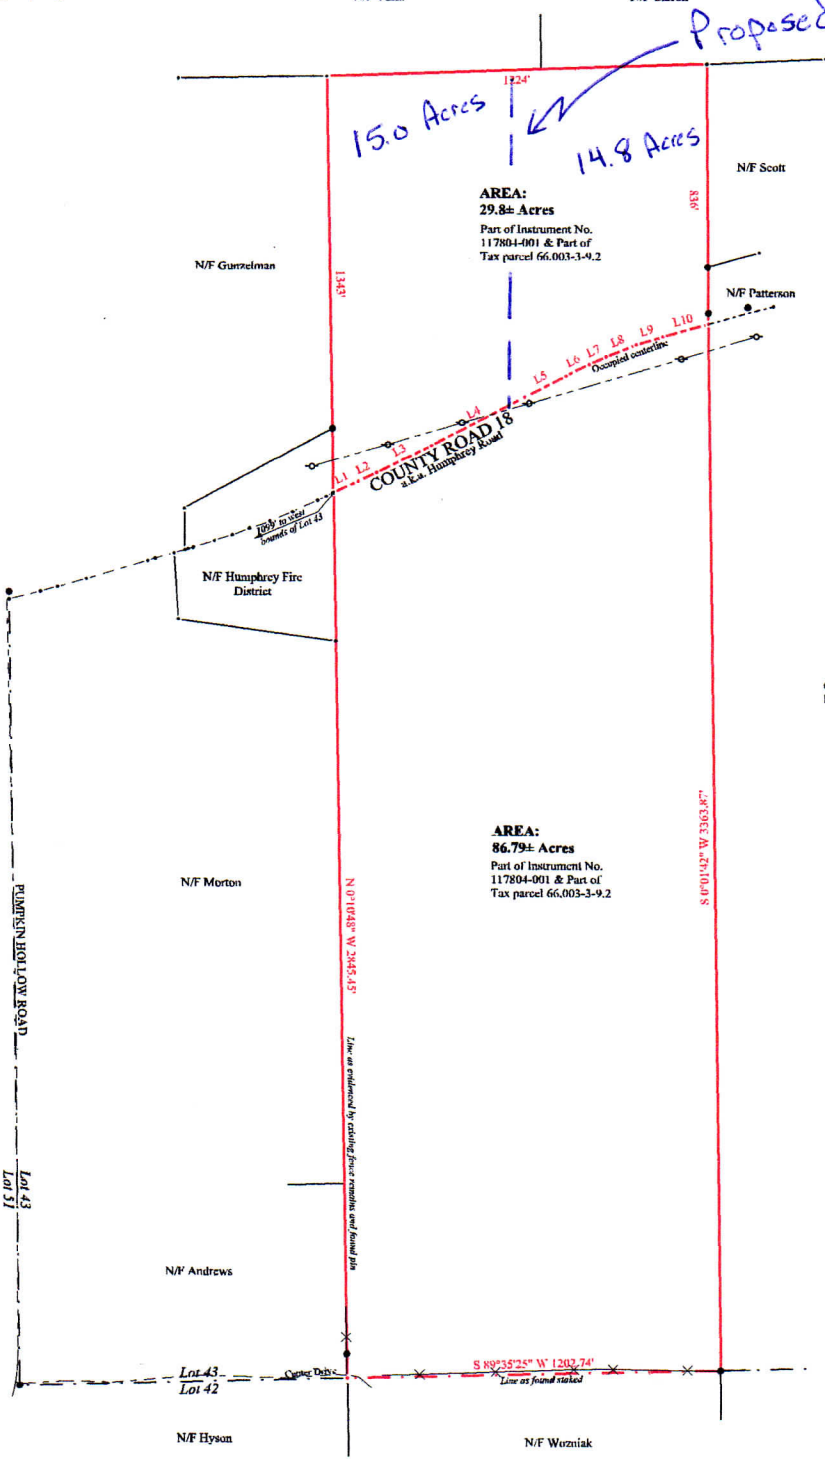 Proposed
1224'
15.0 Acres
14.8 Acres
N/F Scott
AREA:
29.8± Acres
Part of Instrument No.
117804-001 & Part of
Tax parcel 66.003-3-9.2
836'
N/F Gunzelman
1343'
N/F Patterson
L1 L2 L3 L4 L5 L6 L7 L8 L9 L10
Occupied centerline
COUNTY ROAD 18
a.k.a. Humphrey Road
1099' to west
bounds of Lot 43
N/F Humphrey Fire
District
AREA:
86.79± Acres
Part of Instrument No.
117804-001 & Part of
Tax parcel 66.003-3-9.2
S 0°01'42" W 3363.87'
N/F Morton
N 0°10'48" W 2845.45'
PUMPKIN HOLLOW ROAD
Line as evidenced by existing fence remains and found pin
Lot 43
Lot 51
N/F Andrews
Lot 43
Lot 42
Center Drive
S 89°35'25" W 1202.74'
Line as found staked
N/F Hyson
N/F Wozniak